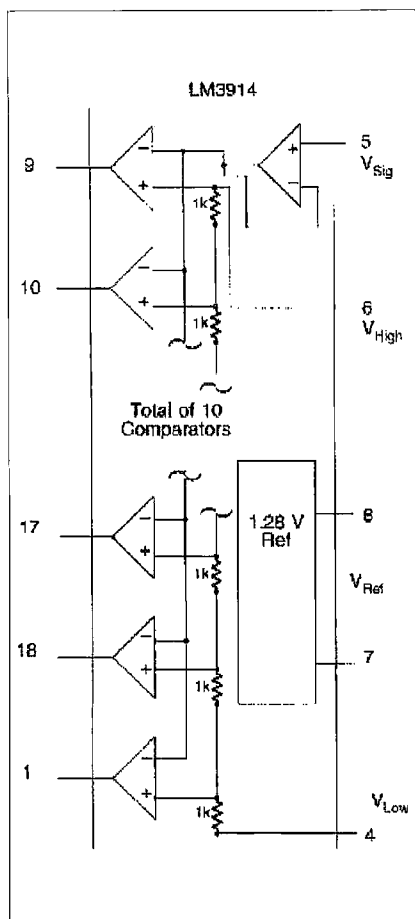 LM3914
5
+
VSig
−
9
−
+
1k
10
−
+
6
VHigh
1k
Total of 10
Comparators
17
−
+
1.28 V
Ref
8
1k
VRef
18
−
+
7
1k
1
−
+
VLow
1k
4